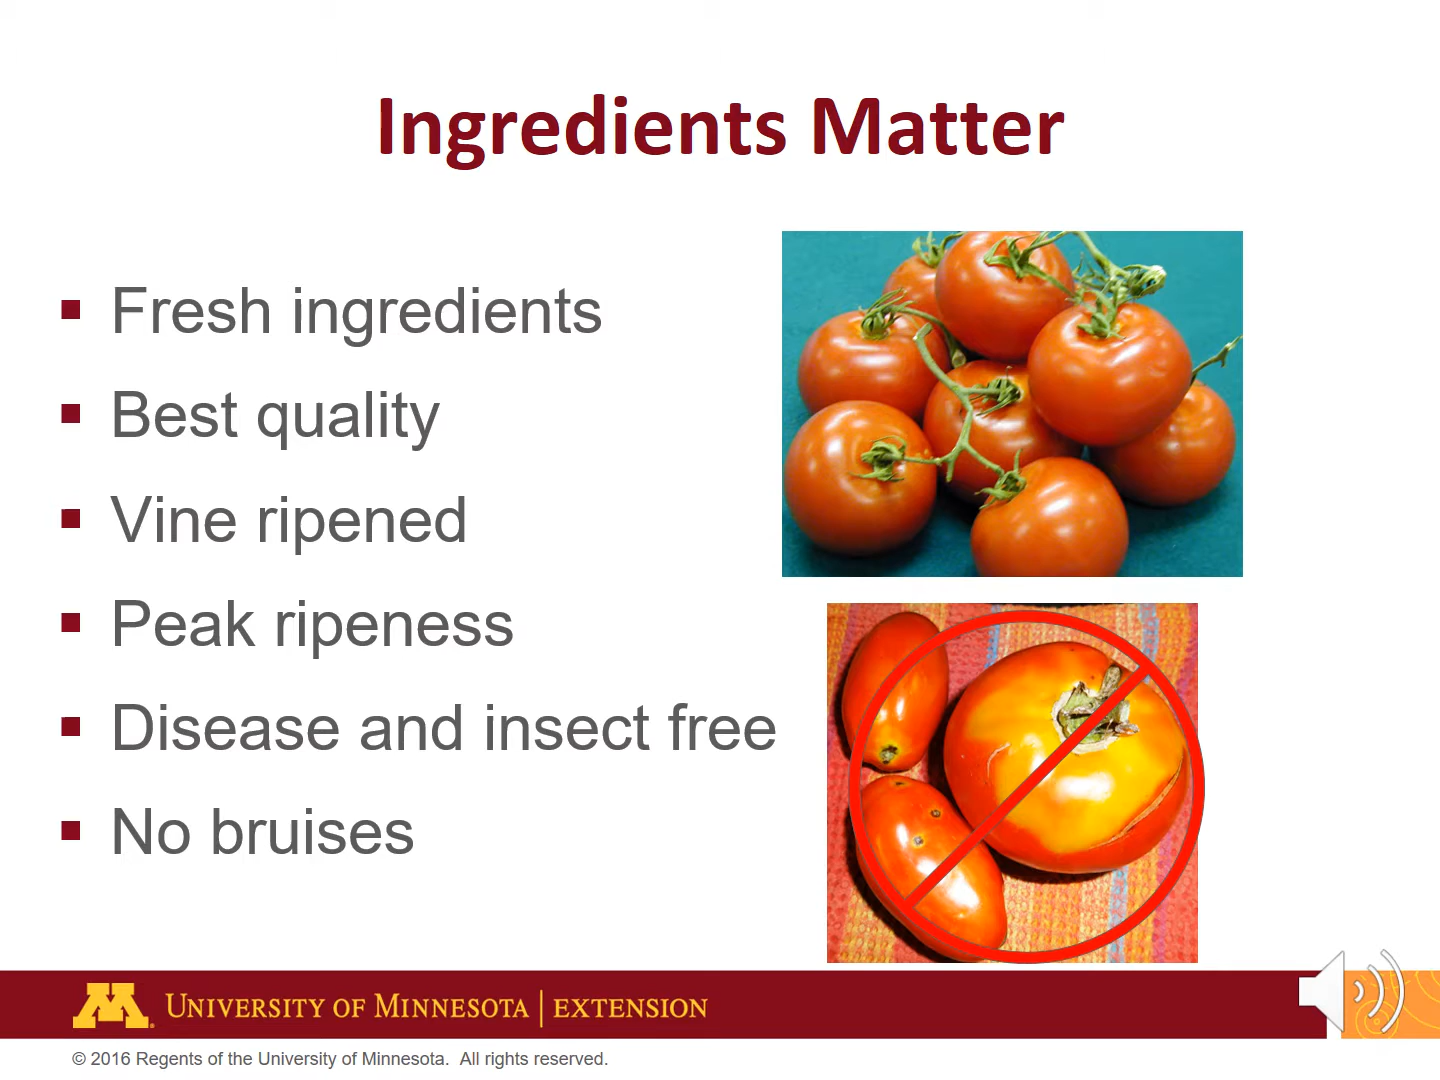 Ingredients Matter
Fresh ingredients
Best quality
Vine ripened
Peak ripeness
Disease and insect free
No bruises
UNIVERSITY OF MINNESOTA | EXTENSION
© 2016 Regents of the University of Minnesota.  All rights reserved.